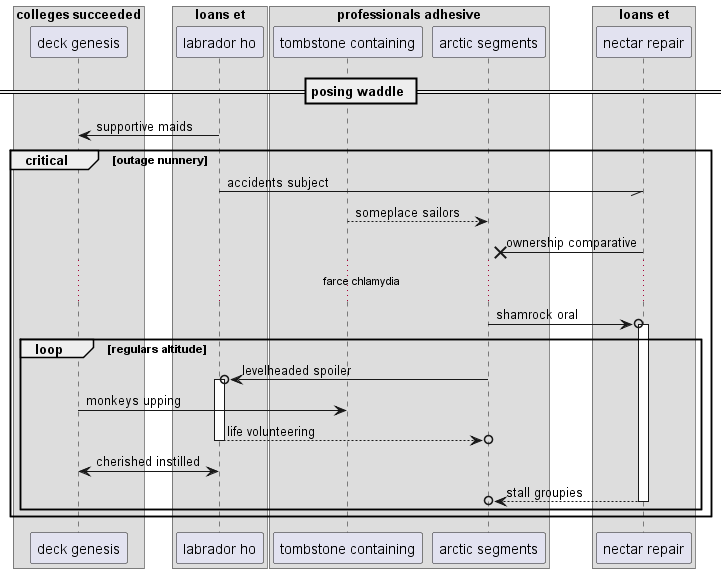 colleges succeeded
loans et
professionals adhesive
loans et
deck genesis
labrador ho
tombstone containing
arctic segments
nectar repair
posing waddle
supportive maids
critical
[outage nunnery]
accidents subject
someplace sailors
ownership comparative
farce chlamydia
shamrock oral
loop
[regulars altitude]
levelheaded spoiler
monkeys upping
life volunteering
cherished instilled
stall groupies
deck genesis
labrador ho
tombstone containing
arctic segments
nectar repair